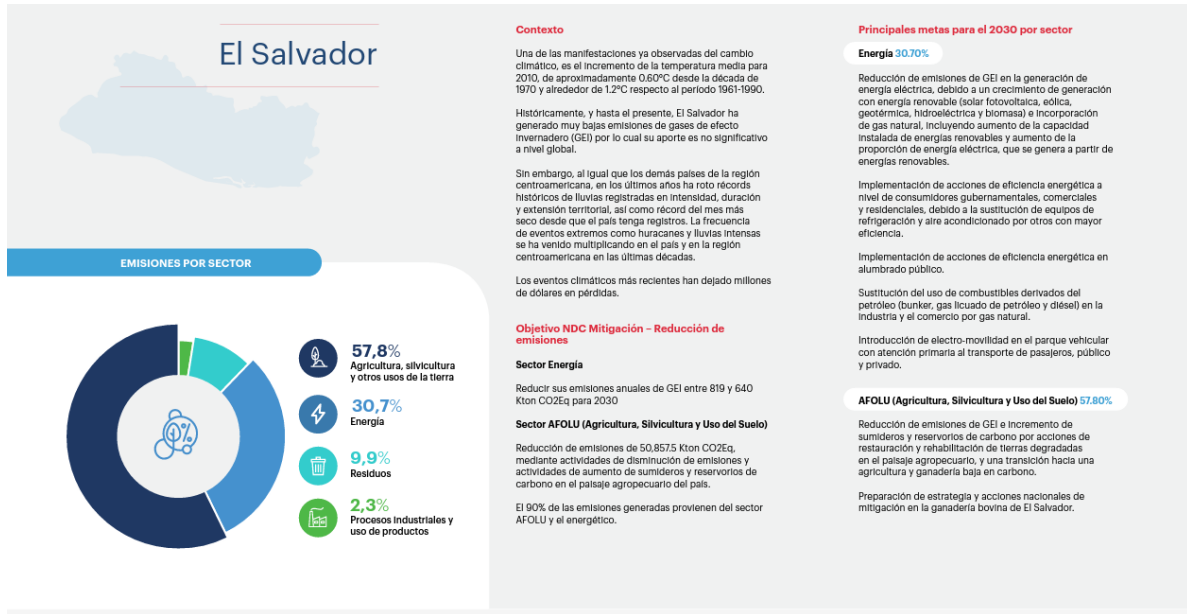 El Salvador
EMISIONES POR SECTOR
57,8%
Agricultura, silvicultura
y otros usos de la tierra
30,7%
Energía
9,9%
Residuos
2,3%
Procesos industriales y
uso de productos
Contexto
Una de las manifestaciones ya observadas del cambio
climático, es el incremento de la temperatura media para
2010, de aproximadamente 0.60ºC desde la década de
1970 y alrededor de 1.2ºC respecto al período 1961-1990.
Históricamente, y hasta el presente, El Salvador ha
generado muy bajas emisiones de gases de efecto
invernadero (GEI) por lo cual su aporte es no significativo
a nivel global.
Sin embargo, al igual que los demás países de la región
centroamericana, en los últimos años ha roto récords
históricos de lluvias registradas en intensidad, duración
y extensión territorial, así como récord del mes más
seco desde que el país tenga registros. La frecuencia
de eventos extremos como huracanes y lluvias intensas
se ha venido multiplicando en el país y en la región
centroamericana en las últimas décadas.
Los eventos climáticos más recientes han dejado millones
de dólares en pérdidas.
Objetivo NDC Mitigación – Reducción de
emisiones
Sector Energía
Reducir sus emisiones anuales de GEI entre 819 y 640
Kton CO2Eq para 2030
Sector AFOLU (Agricultura, Silvicultura y Uso del Suelo)
Reducción de emisiones de 50,857.5 Kton CO2Eq,
mediante actividades de disminución de emisiones y
actividades de aumento de sumideros y reservorios de
carbono en el paisaje agropecuario del país.
El 90% de las emisiones generadas provienen del sector
AFOLU y el energético.
Principales metas para el 2030 por sector
Energía 30.70%
Reducción de emisiones de GEI en la generación de
energía eléctrica, debido a un crecimiento de generación
con energía renovable (solar fotovoltaica, eólica,
geotérmica, hidroeléctrica y biomasa) e incorporación
de gas natural, incluyendo aumento de la capacidad
instalada de energías renovables y aumento de la
proporción de energía eléctrica, que se genera a partir de
energías renovables.
Implementación de acciones de eficiencia energética a
nivel de consumidores gubernamentales, comerciales
y residenciales, debido a la sustitución de equipos de
refrigeración y aire acondicionado por otros con mayor
eficiencia.
Implementación de acciones de eficiencia energética en
alumbrado público.
Sustitución del uso de combustibles derivados del
petróleo (bunker, gas licuado de petróleo y diésel) en la
industria y el comercio por gas natural.
Introducción de electro-movilidad en el parque vehicular
con atención primaria al transporte de pasajeros, público
y privado.
AFOLU (Agricultura, Silvicultura y Uso del Suelo) 57.80%
Reducción de emisiones de GEI e incremento de
sumideros y reservorios de carbono por acciones de
restauración y rehabilitación de tierras degradadas
en el paisaje agropecuario, y una transición hacia una
agricultura y ganadería baja en carbono.
Preparación de estrategia y acciones nacionales de
mitigación en la ganadería bovina de El Salvador.